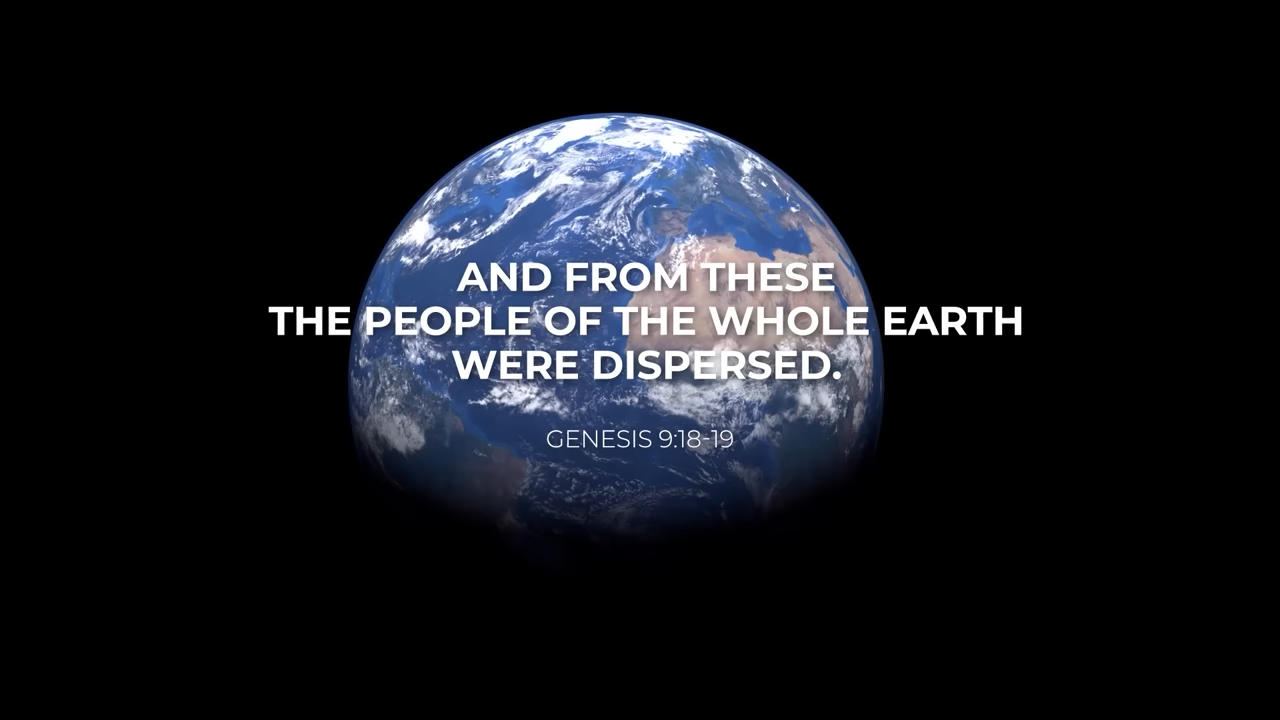 AND FROM THESE
THE PEOPLE OF THE WHOLE EARTH
WERE DISPERSED.
GENESIS 9:18-19